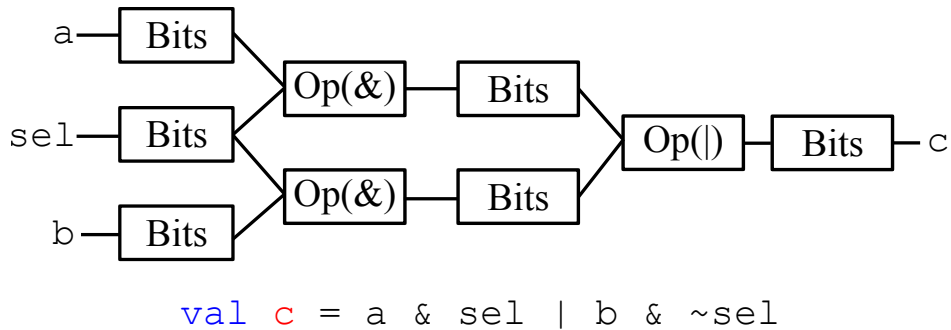 a
Bits
Op(&)
Bits
sel
Bits
Op(|)
Bits
c
Op(&)
Bits
b
Bits
val c = a & sel | b & ~sel